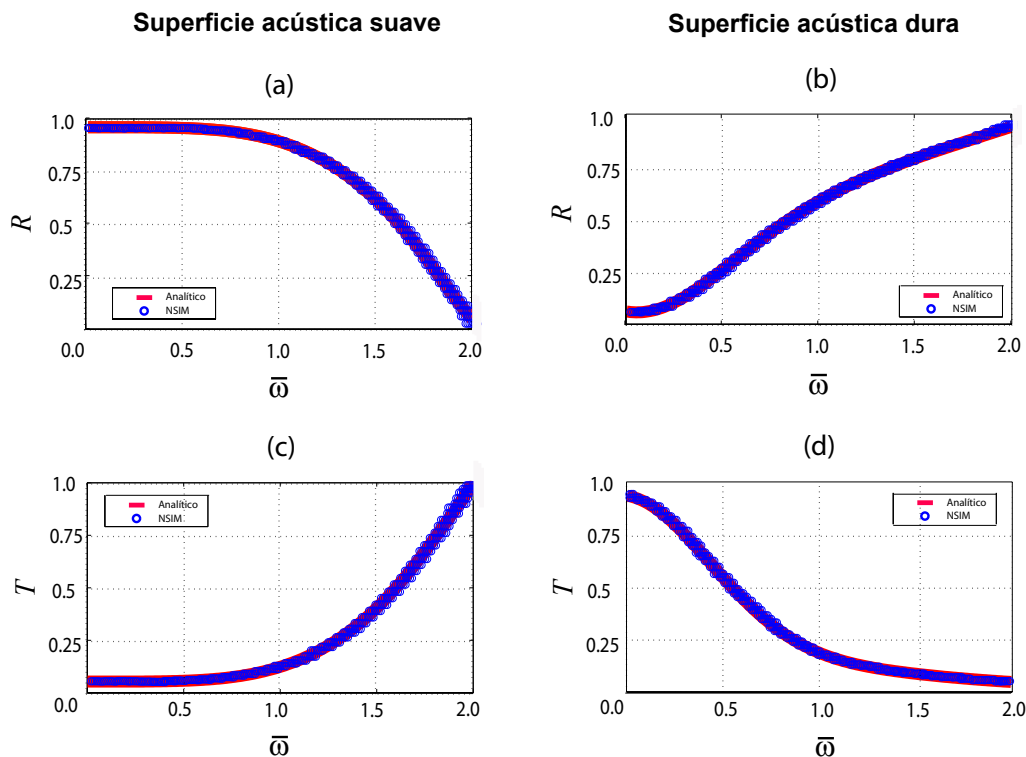 Superficie acústica suave
Superficie acústica dura
(a)
1.0
0.75
0.5
0.25
R
Analítico
NSIM
0.0 0.5 1.0 1.5 2.0
ω̅
(b)
1.0
0.75
0.5
0.25
R
Analítico
NSIM
0.0 0.5 1.0 1.5 2.0
ω̅
(c)
1.0
0.75
0.5
0.25
T
Analítico
NSIM
0.0 0.5 1.0 1.5 2.0
ω̅
(d)
1.0
0.75
0.5
0.25
T
Analítico
NSIM
0.0 0.5 1.0 1.5 2.0
ω̅